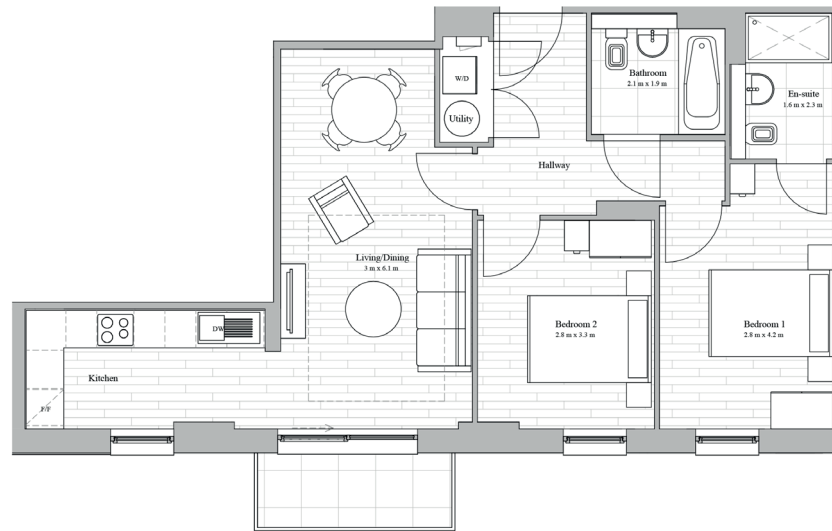 Bathroom
2.1 m x 1.9 m
W/D
En-suite
1.6 m x 2.3 m
Utility
Hallway
Living/Dining
3 m x 6.1 m
Bedroom 2
2.8 m x 3.3 m
Bedroom 1
2.8 m x 4.2 m
DW
Kitchen
F/F